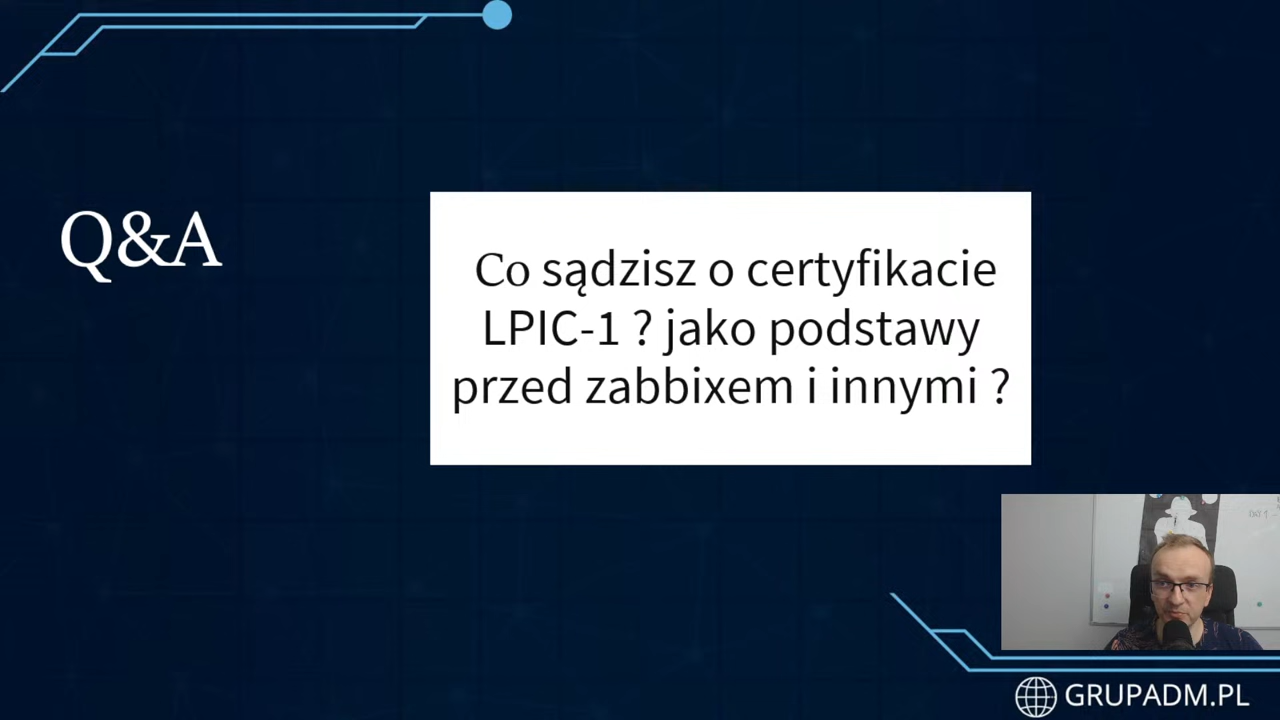 Q&A
Co sądzisz o certyfikacie
LPIC-1 ? jako podstawy
przed zabbixem i innymi ?
GRUPADM.PL